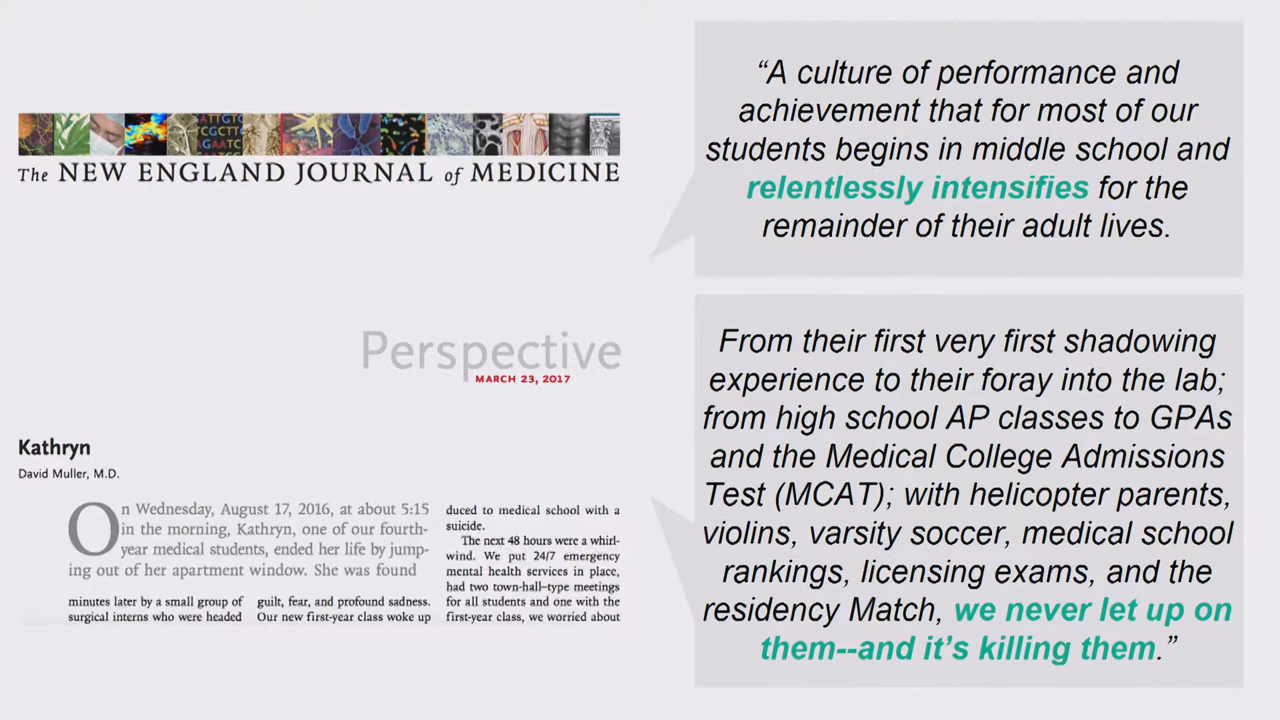 ATTGTC
TCGCTT
AGAATC
The NEW ENGLAND JOURNAL of MEDICINE
Perspective
MARCH 23, 2017
Kathryn
David Muller, M.D.
On Wednesday, August 17, 2016, at about 5:15
in the morning, Kathryn, one of our fourth-
year medical students, ended her life by jump-
ing out of her apartment window. She was found
minutes later by a small group of
surgical interns who were headed
guilt, fear, and profound sadness.
Our new first-year class woke up
duced to medical school with a
suicide.
The next 48 hours were a whirl-
wind. We put 24/7 emergency
mental health services in place,
had two town-hall–type meetings
for all students and one with the
first-year class, we worried about
“A culture of performance and
achievement that for most of our
students begins in middle school and
relentlessly intensifies for the
remainder of their adult lives.
From their first very first shadowing
experience to their foray into the lab;
from high school AP classes to GPAs
and the Medical College Admissions
Test (MCAT); with helicopter parents,
violins, varsity soccer, medical school
rankings, licensing exams, and the
residency Match, we never let up on
them--and it’s killing them.”